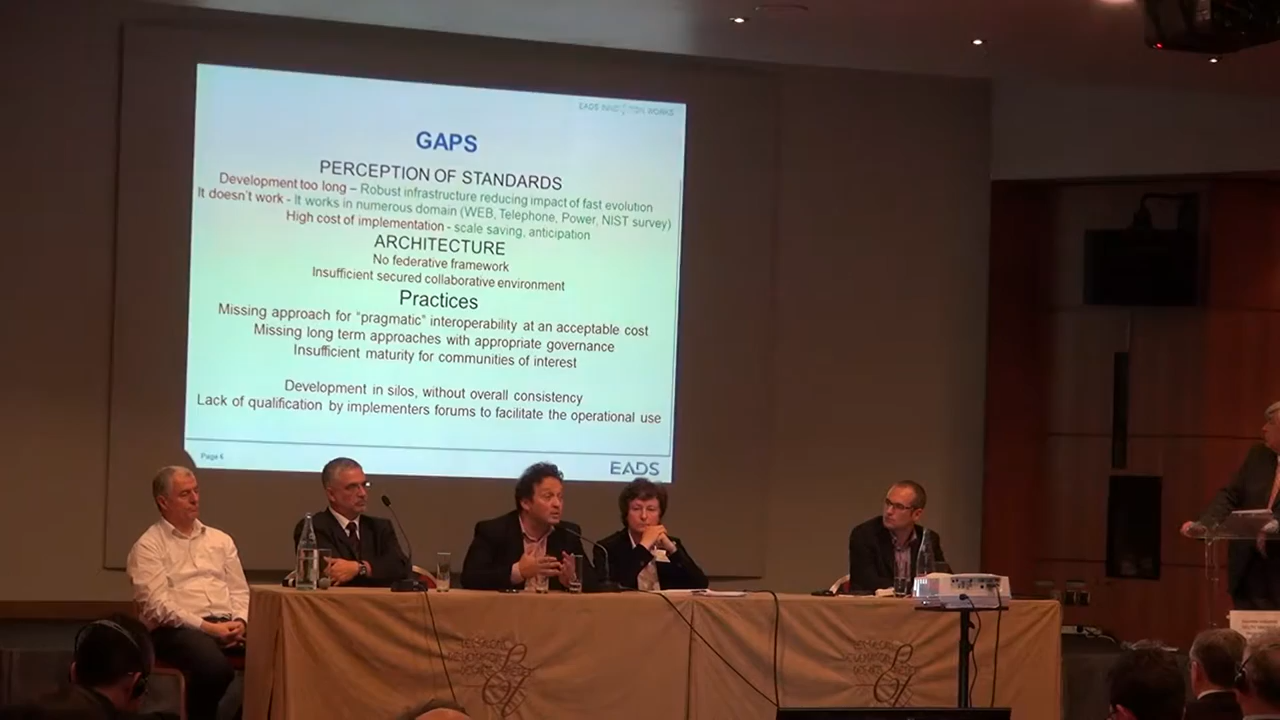 EADS INNOVATION WORKS
GAPS
PERCEPTION OF STANDARDS
Development too long – Robust infrastructure reducing impact of fast evolution
It doesn't work - It works in numerous domain (WEB, Telephone, Power, NIST survey)
High cost of implementation - scale saving, anticipation
ARCHITECTURE
No federative framework
Insufficient secured collaborative environment
Practices
Missing approach for “pragmatic” interoperability at an acceptable cost
Missing long term approaches with appropriate governance
Insufficient maturity for communities of interest
Development in silos, without overall consistency
Lack of qualification by implementers forums to facilitate the operational use
Page 4
EADS